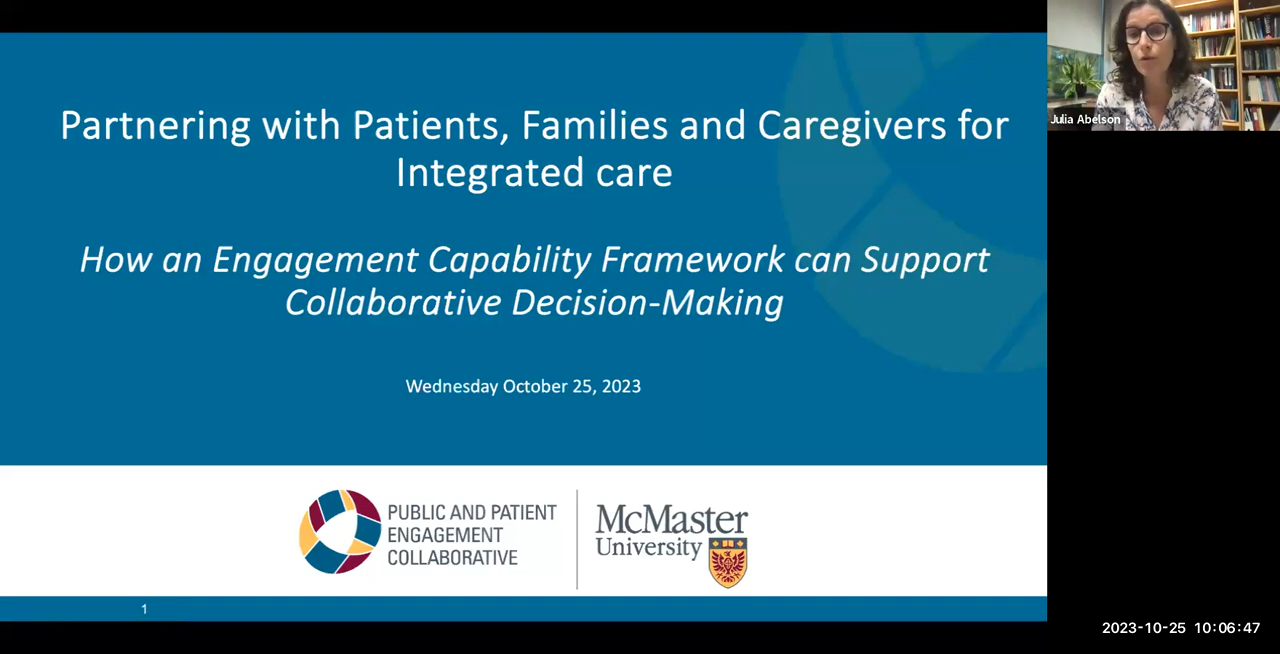 Partnering with Patients, Families and Caregivers for
Integrated care
How an Engagement Capability Framework can Support
Collaborative Decision-Making
Wednesday October 25, 2023
PUBLIC AND PATIENT
ENGAGEMENT
COLLABORATIVE
McMaster
University
1
Julia Abelson
2023-10-25 10:06:47